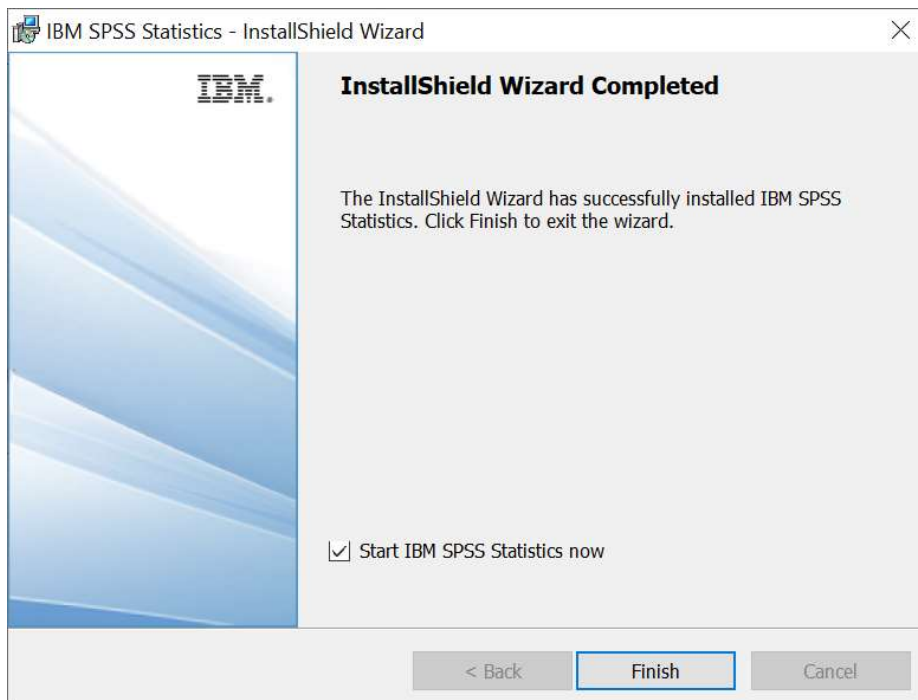 IBM SPSS Statistics - InstallShield Wizard
IBM.
InstallShield Wizard Completed
The InstallShield Wizard has successfully installed IBM SPSS
Statistics. Click Finish to exit the wizard.
Start IBM SPSS Statistics now
< Back
Finish
Cancel